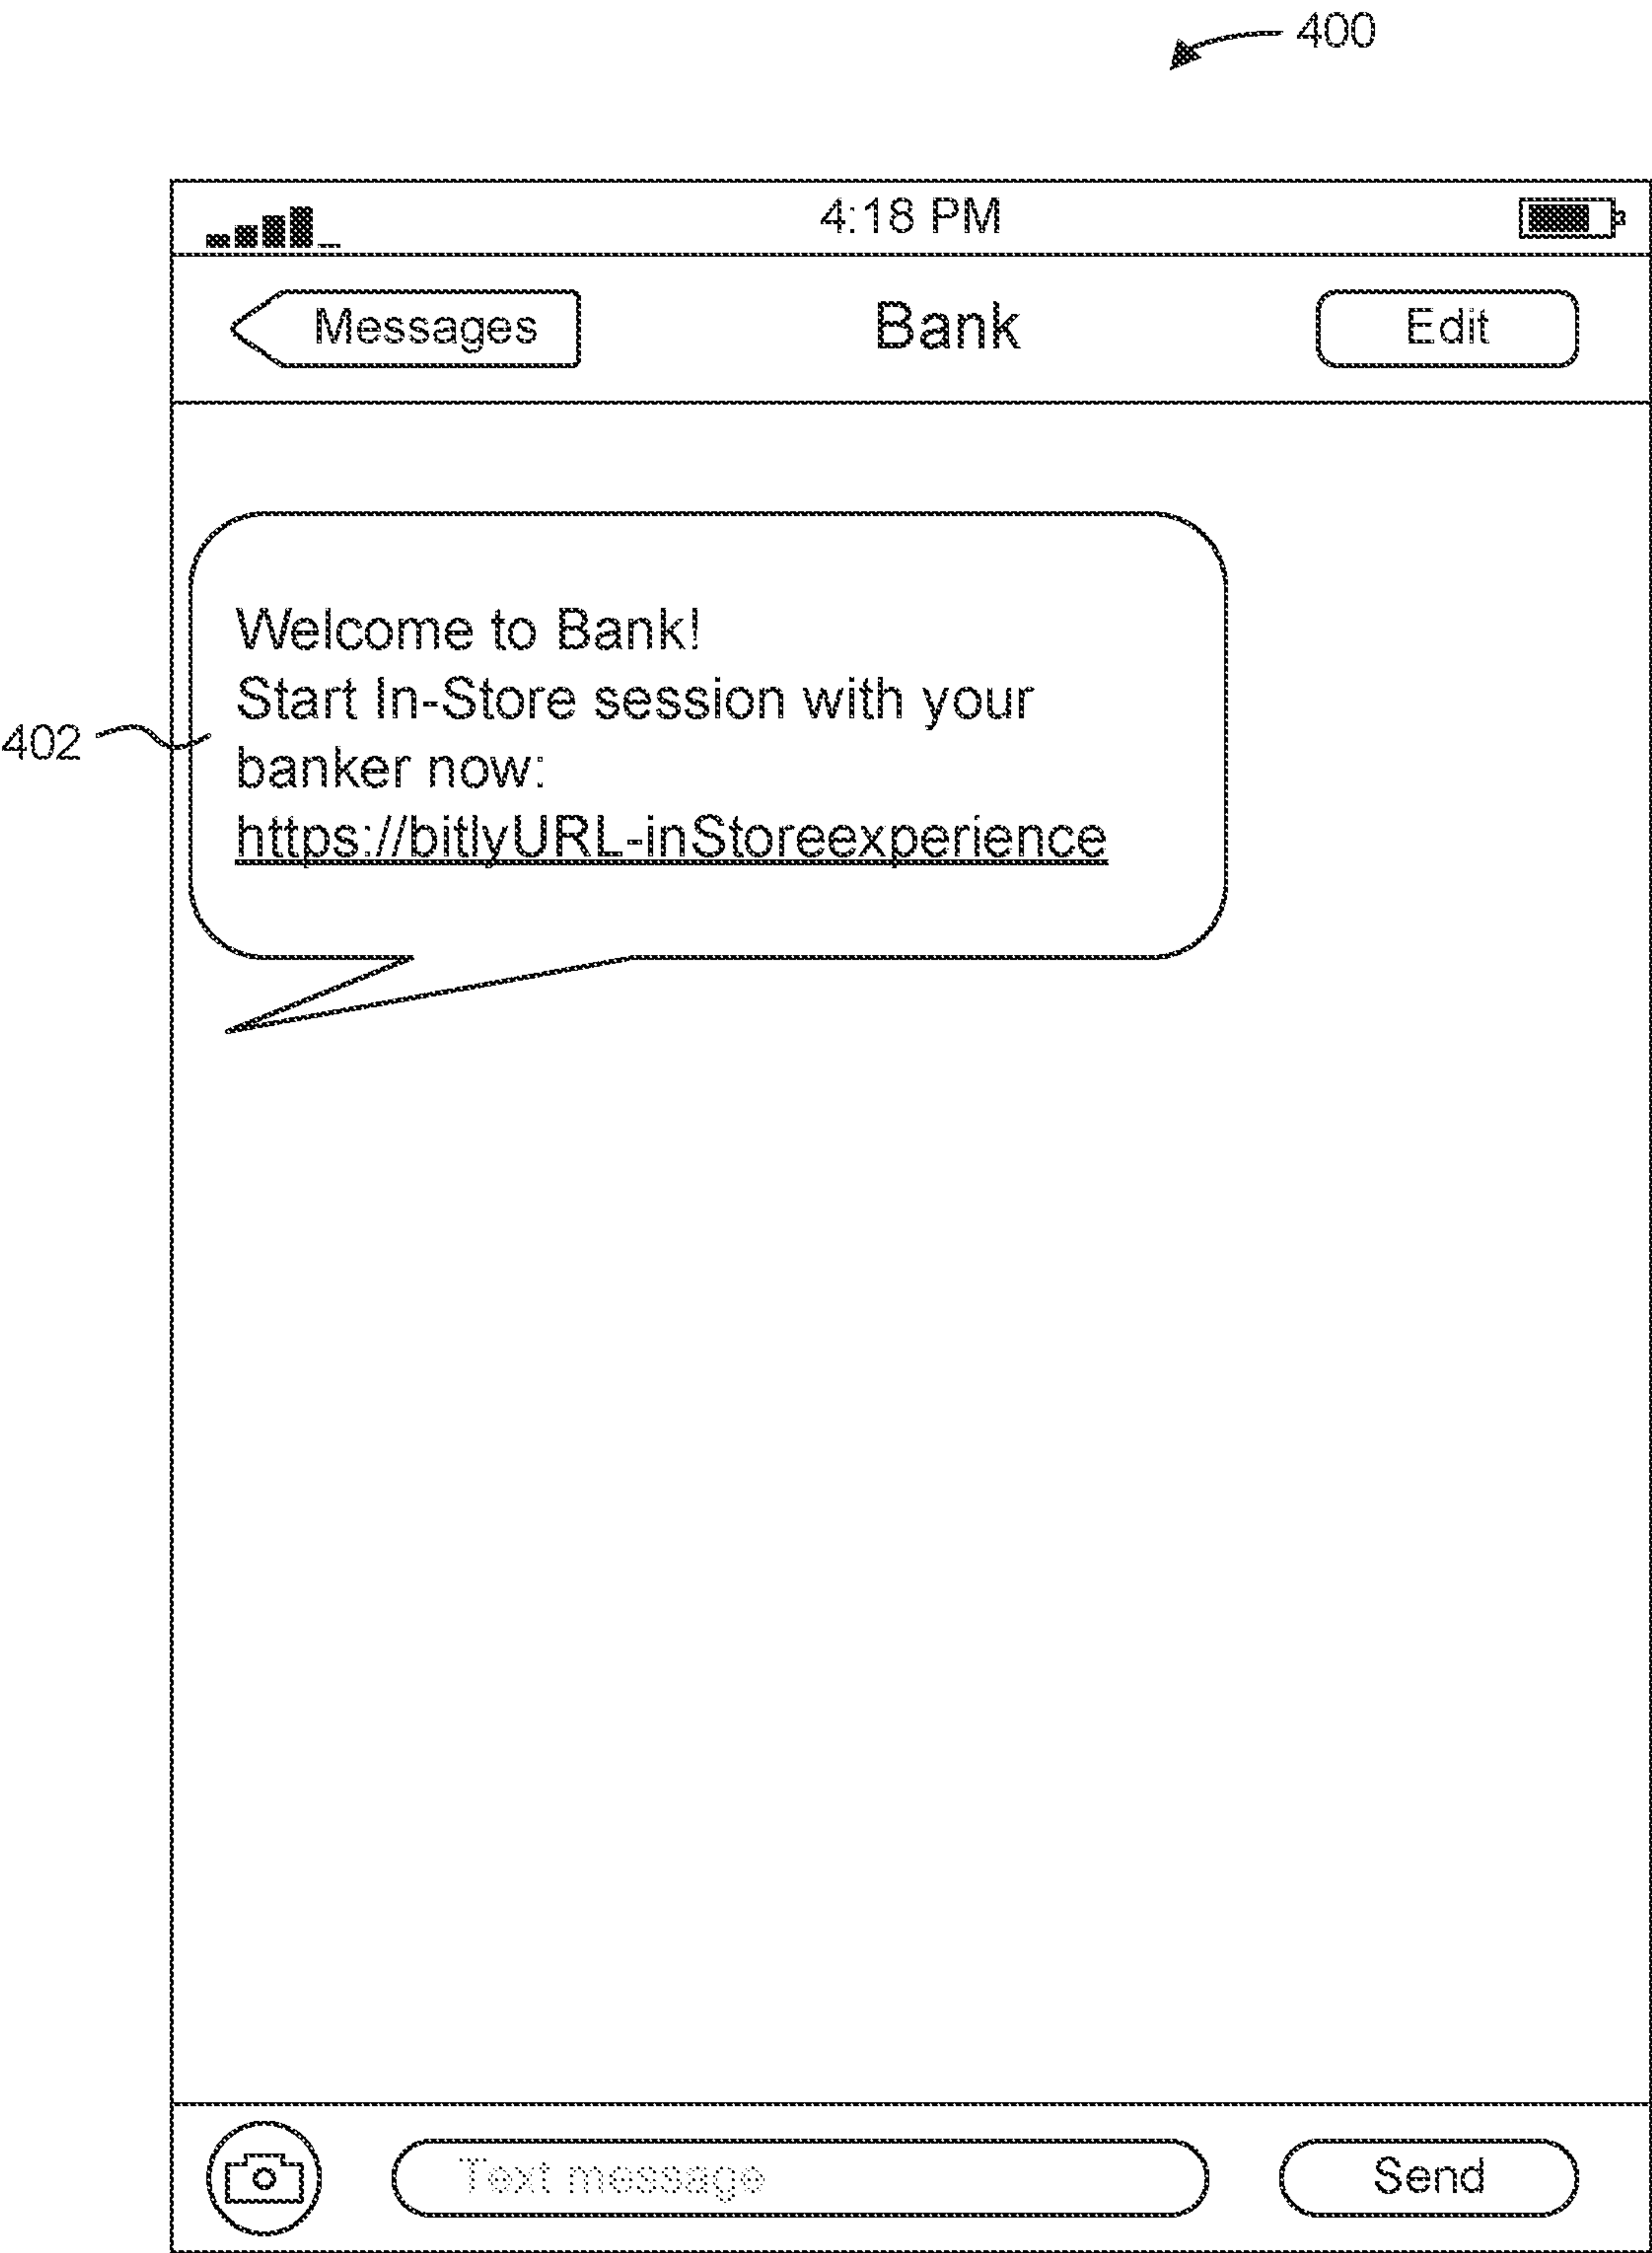 400
4:18 PM
Messages
Bank
Edit
Welcome to Bank!
Start In-Store session with your
banker now:
https://bitlyURL-inStoreexperience
402
Text message
Send